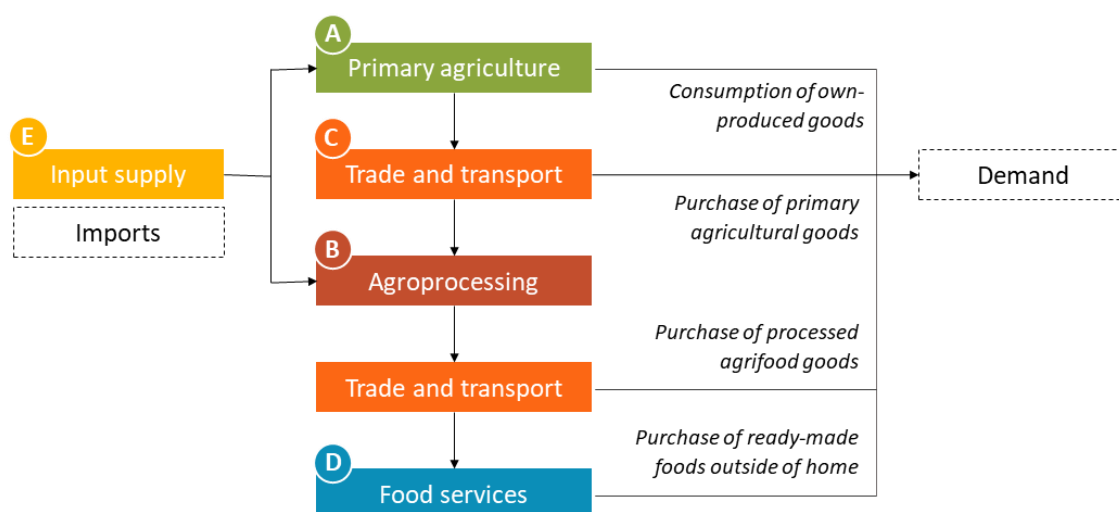 A
Primary agriculture
Consumption of own-
produced goods
E
Input supply
Imports
C
Trade and transport
Demand
Purchase of primary
agricultural goods
B
Agroprocessing
Purchase of processed
agrifood goods
Trade and transport
Purchase of ready-made
foods outside of home
D
Food services